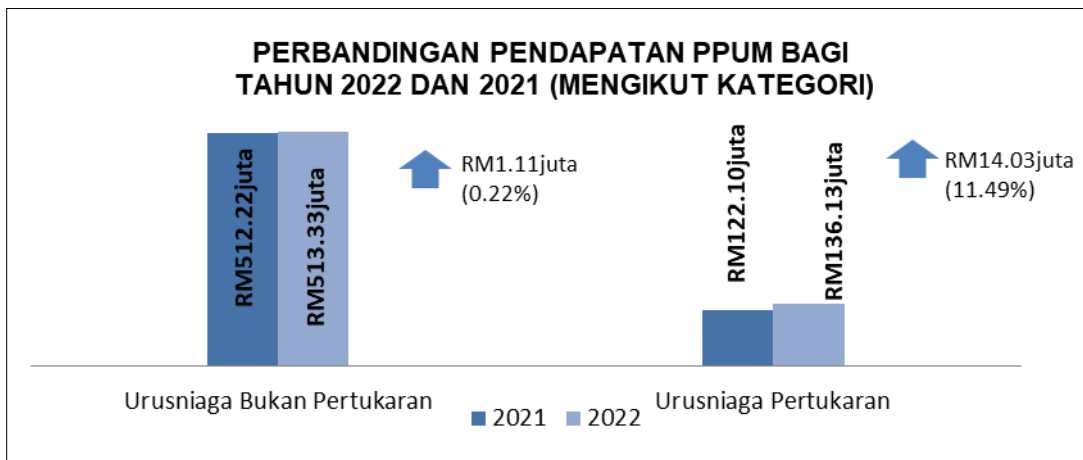 PERBANDINGAN PENDAPATAN PPUM BAGI
TAHUN 2022 DAN 2021 (MENGIKUT KATEGORI)
RM512.22juta
RM513.33juta
RM1.11juta
(0.22%)
RM122.10juta
RM136.13juta
RM14.03juta
(11.49%)
Urusniaga Bukan Pertukaran
Urusniaga Pertukaran
2021
2022